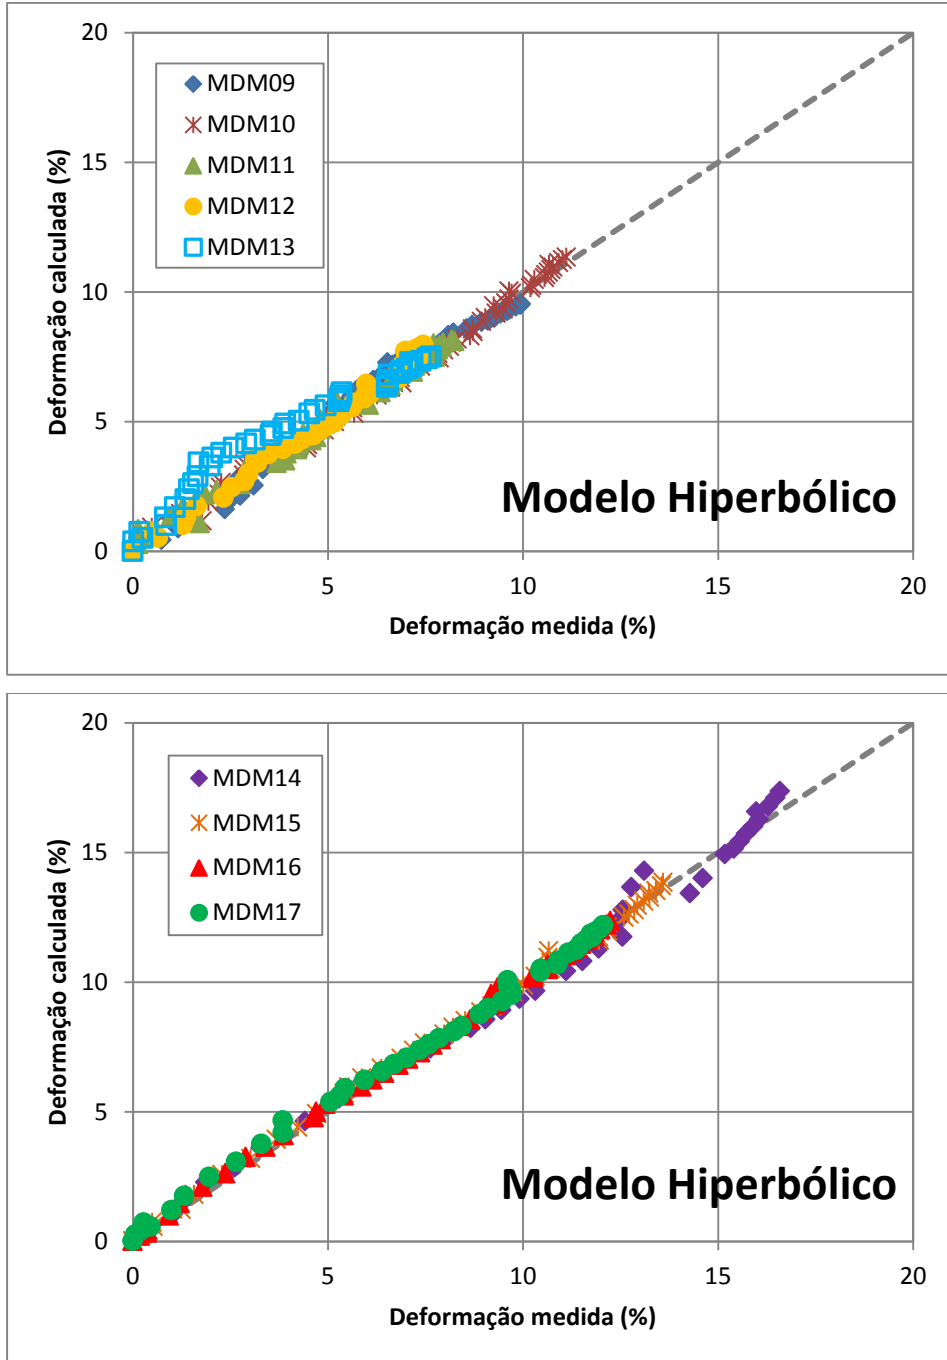 20
15
10
5
0
Deformação calculada (%)
MDM09
MDM10
MDM11
MDM12
MDM13
Modelo Hiperbólico
0 5 10 15 20
Deformação medida (%)
20
15
10
5
0
Deformação calculada (%)
MDM14
MDM15
MDM16
MDM17
Modelo Hiperbólico
0 5 10 15 20
Deformação medida (%)